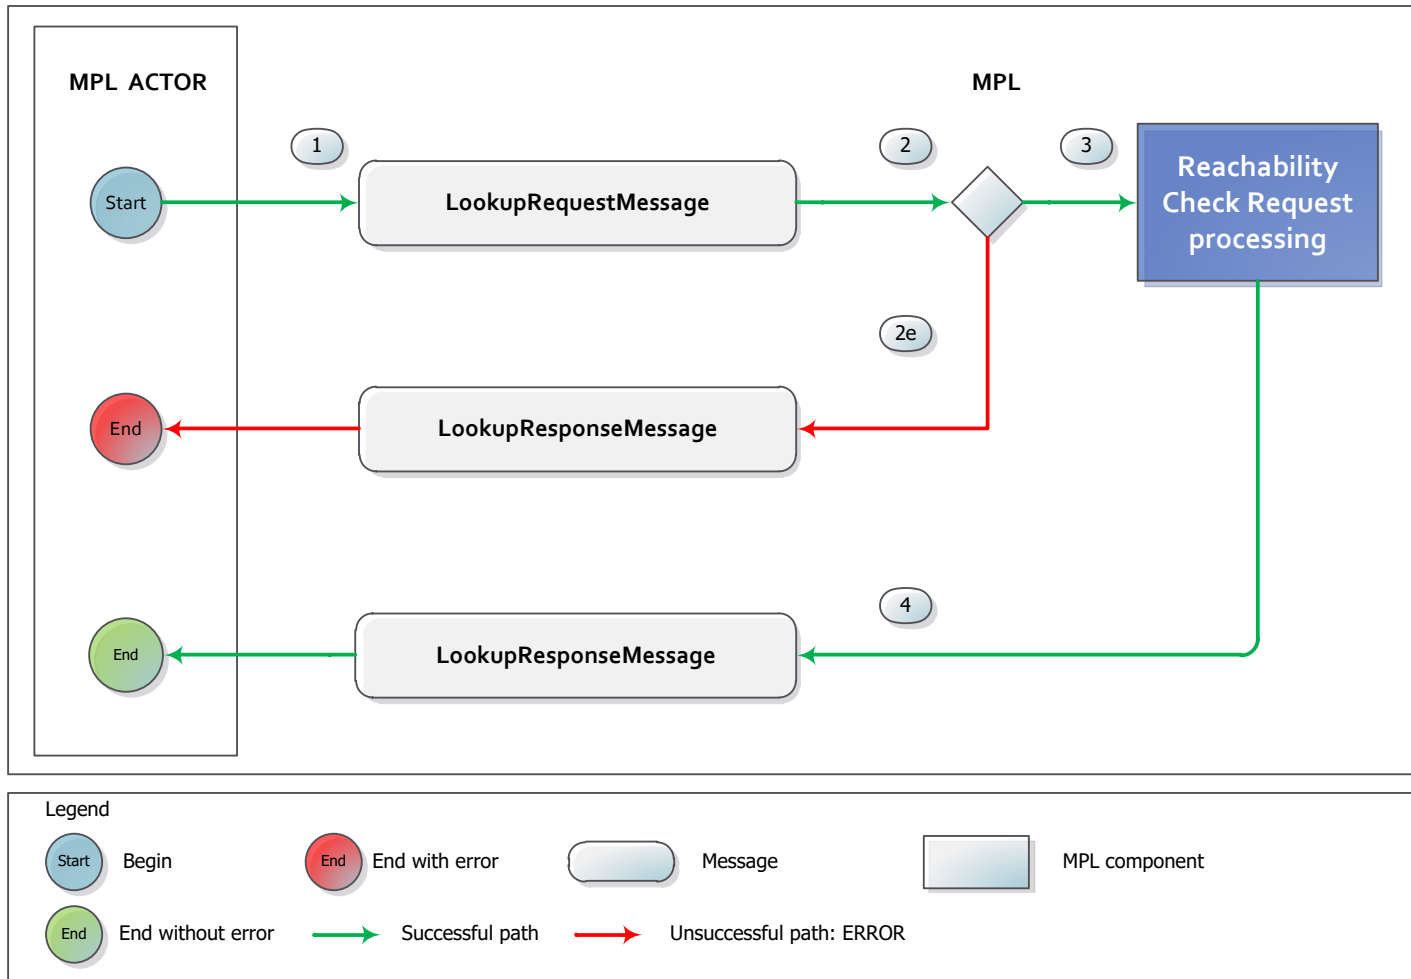 MPL ACTOR
MPL
1
2
3
Start
LookupRequestMessage
Reachability
Check Request
processing
2e
End
LookupResponseMessage
4
End
LookupResponseMessage
Legend
Start
Begin
End
End with error
Message
MPL component
End
End without error
Successful path
Unsuccessful path: ERROR